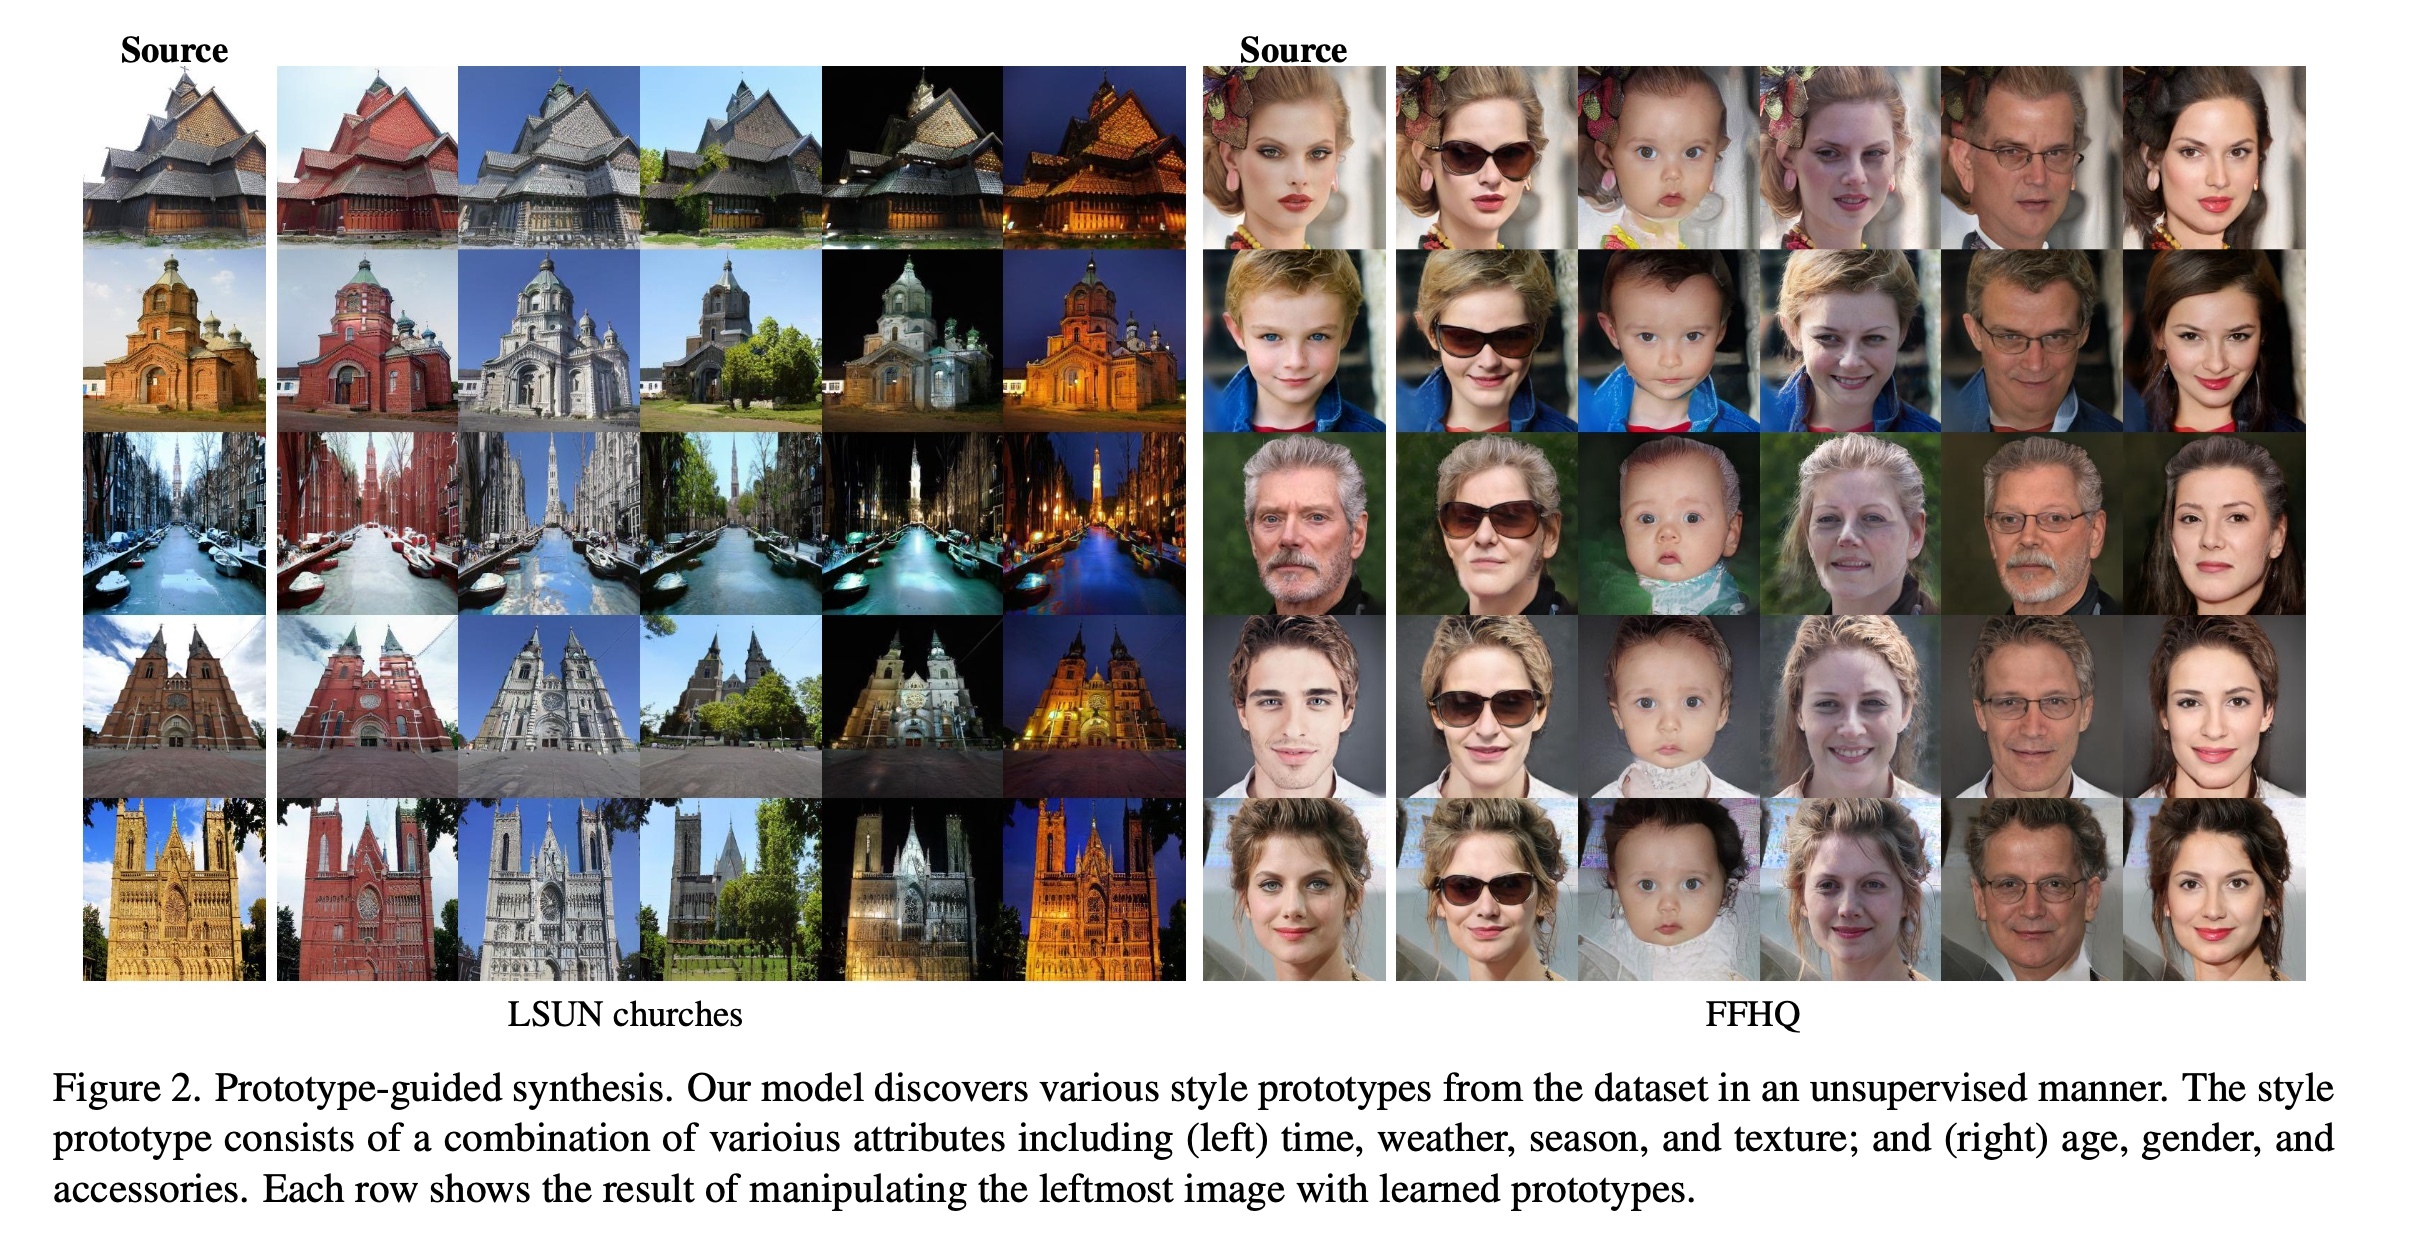 Source
Source
LSUN churches
FFHQ
Figure 2. Prototype-guided synthesis. Our model discovers various style prototypes from the dataset in an unsupervised manner. The style
prototype consists of a combination of varioius attributes including (left) time, weather, season, and texture; and (right) age, gender, and
accessories. Each row shows the result of manipulating the leftmost image with learned prototypes.